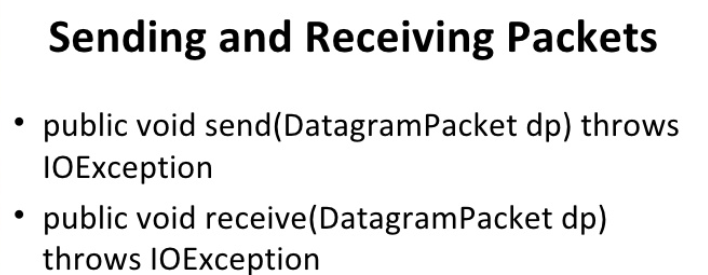 Sending and Receiving Packets
• public void send(DatagramPacket dp) throws
IOException
• public void receive(DatagramPacket dp)
throws IOException